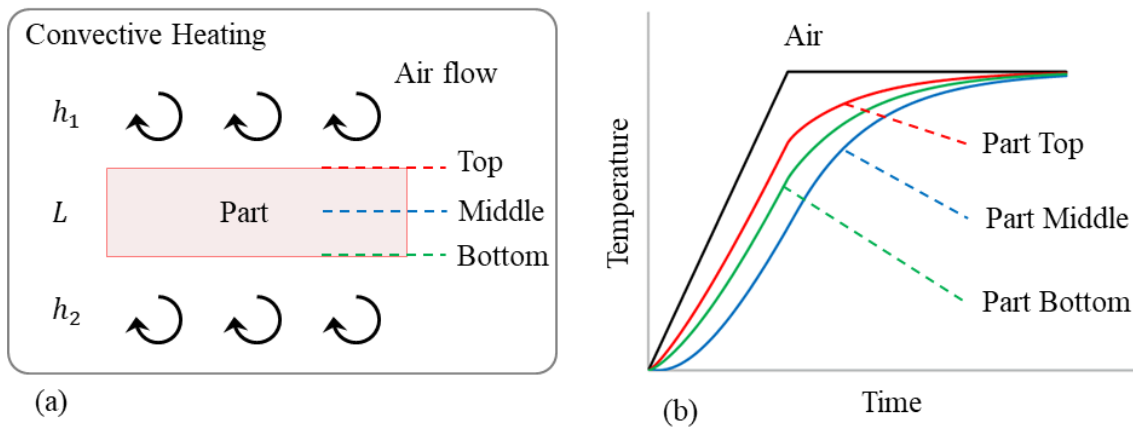 Convective Heating
Air flow
h₁
Top
L
Part
Middle
Bottom
h₂
(a)
Air
Temperature
Part Top
Part Middle
Part Bottom
Time
(b)